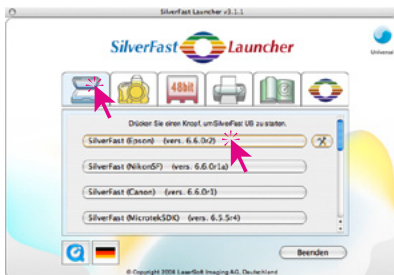 SilverFast Launcher v3.1.1
SilverFast Launcher
Universal
48bit
Drücken Sie einen Knopf, um SilverFast UB zu starten.
SilverFast (Epson) (vers. 6.6.0r2)
SilverFast (NikonSF) (vers. 6.6.0r1a)
SilverFast (Canon) (vers. 6.6.0r1)
SilverFast (MicrotekSDK) (vers. 6.5.5r4)
Beenden
© Copyright 2008 LaserSoft Imaging AG, Deutschland